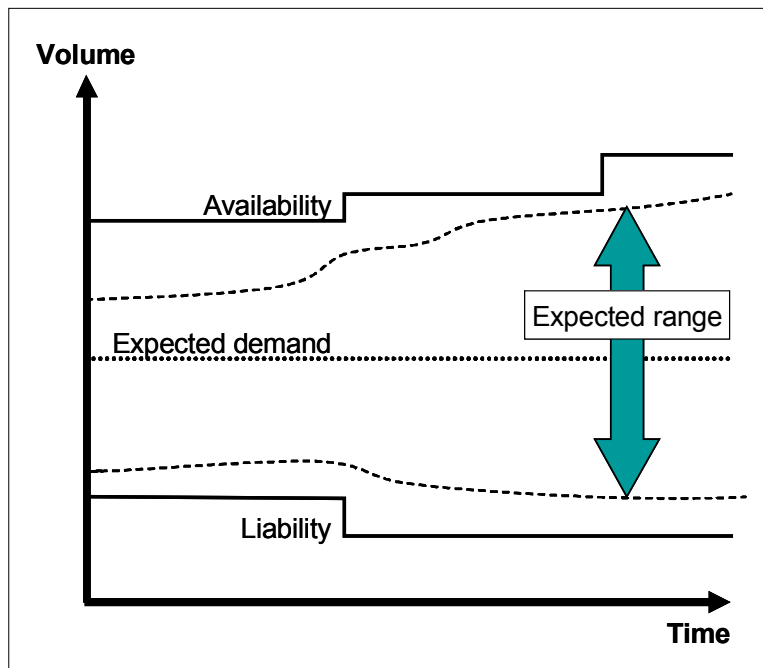 Volume
Availability
Expected range
Expected demand
Liability
Time